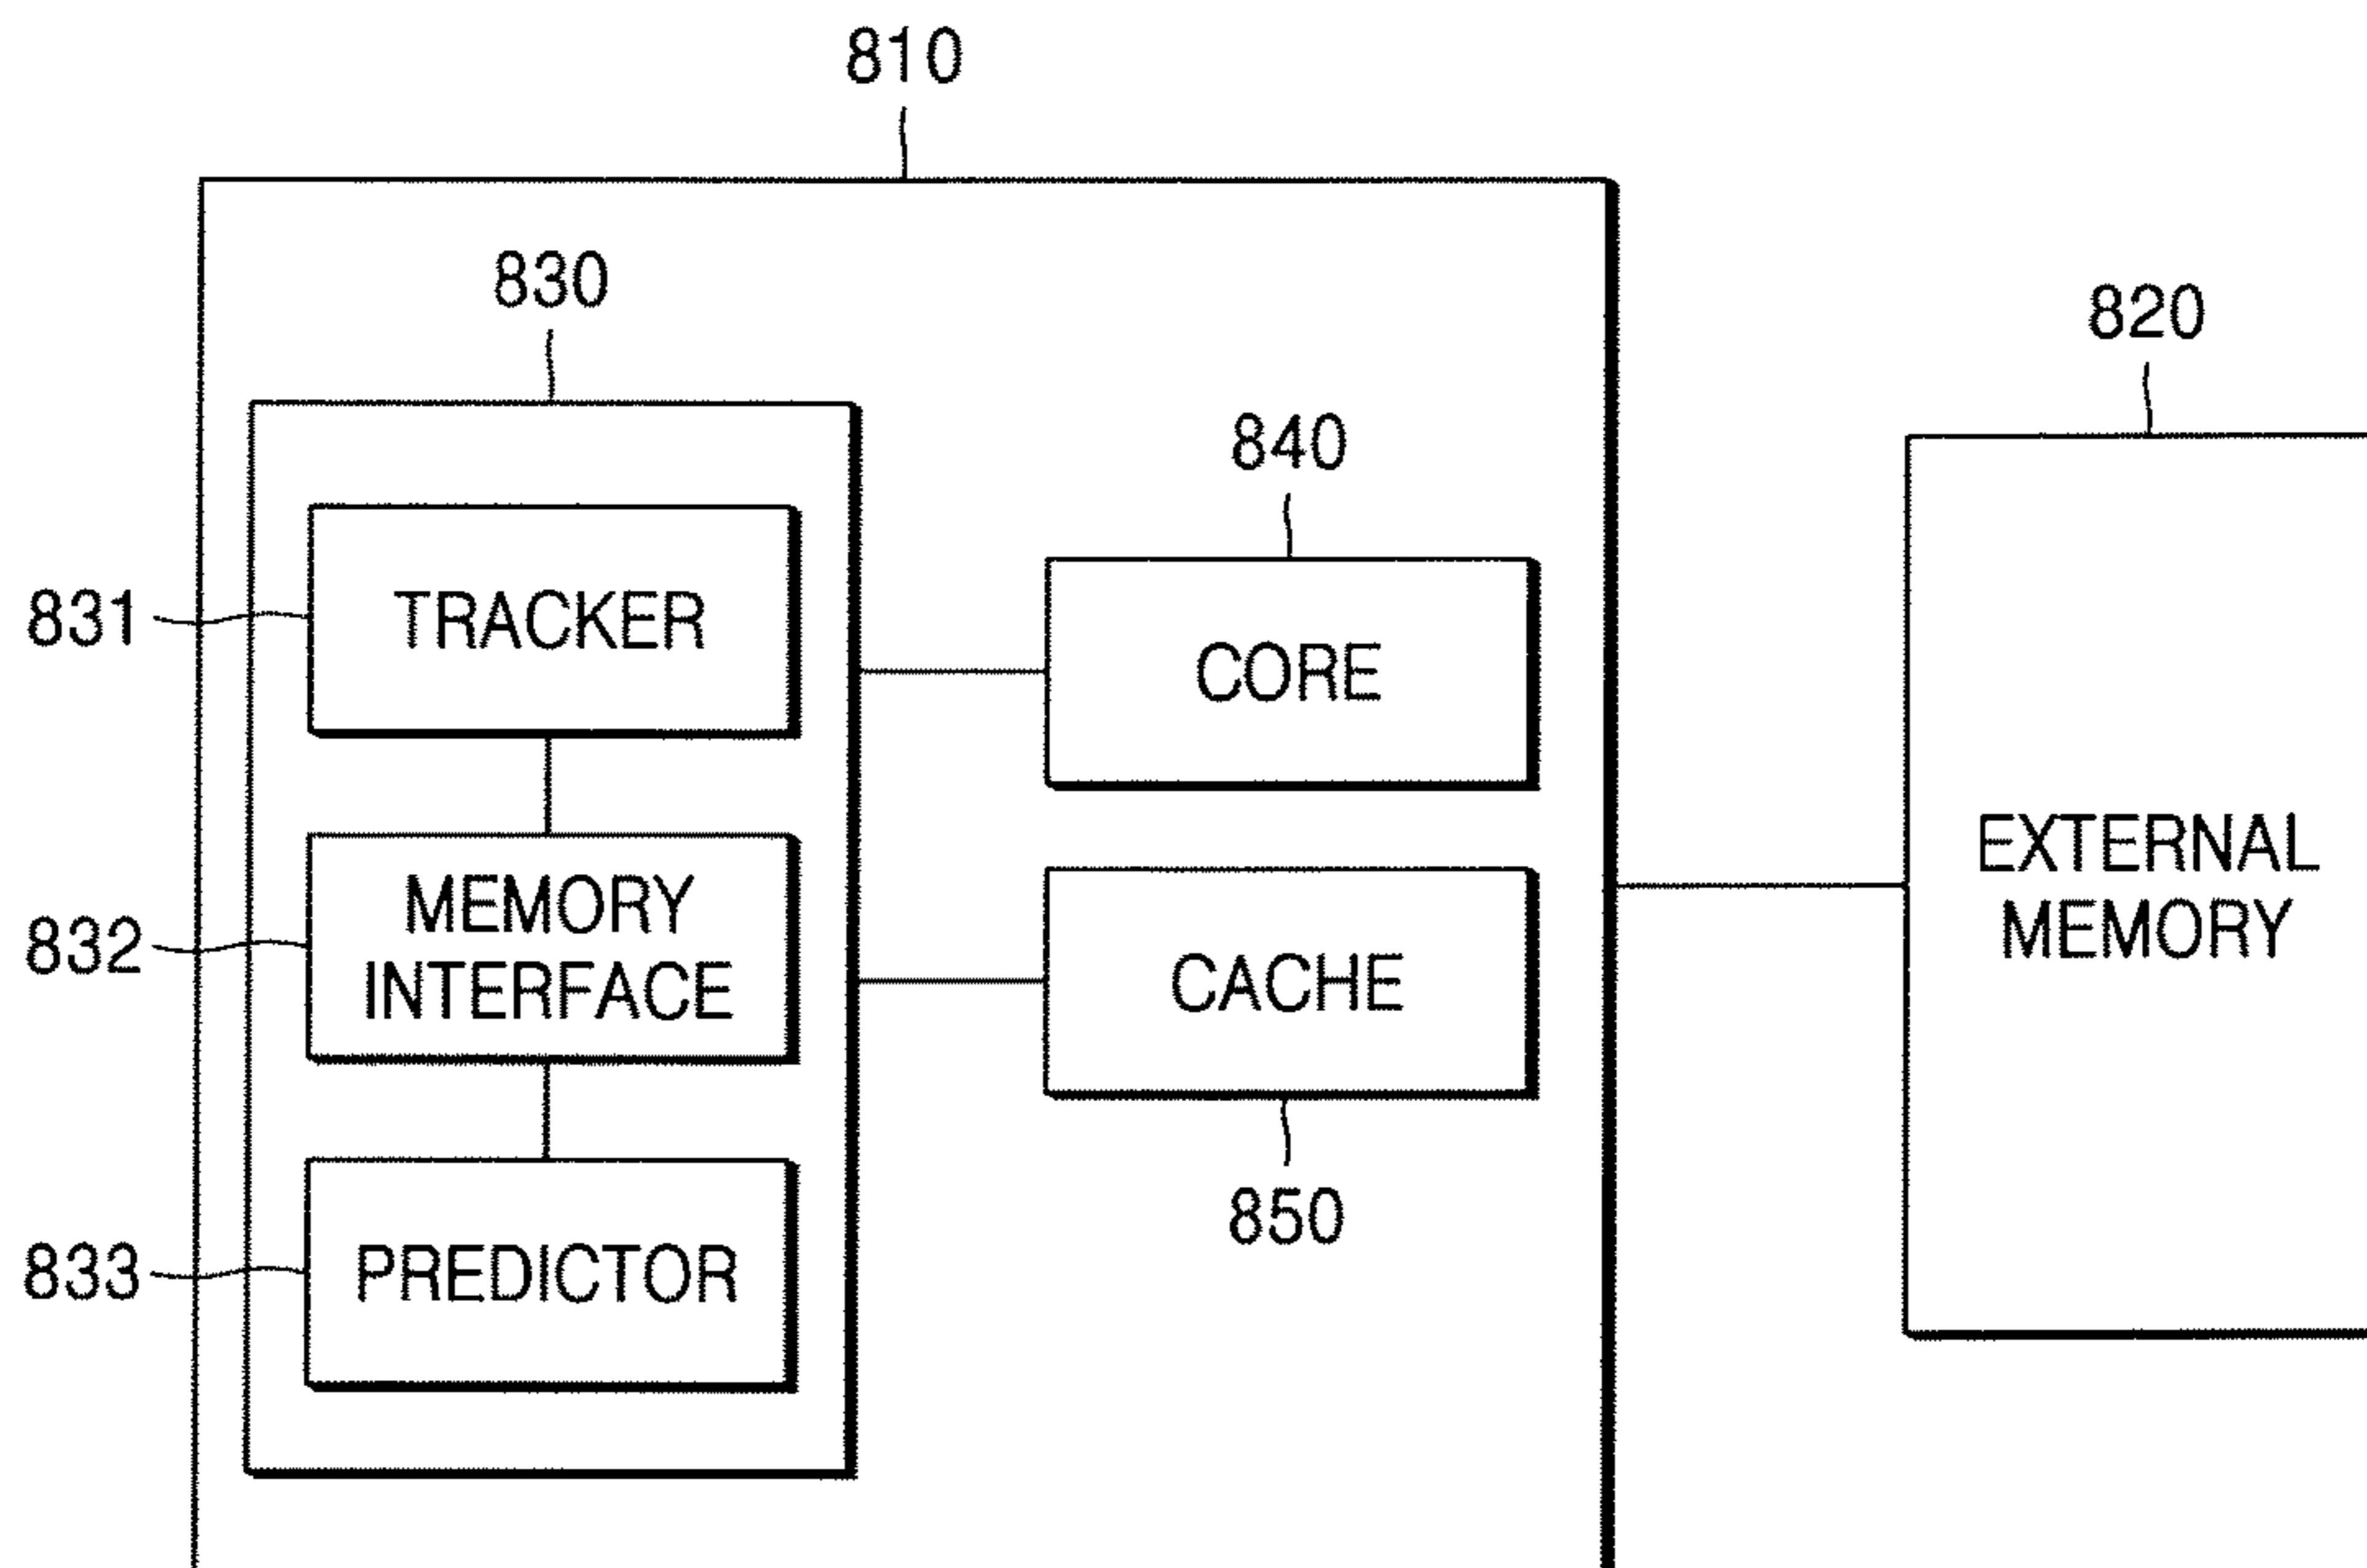 810
830
820
840
831
TRACKER
CORE
832
MEMORY
INTERFACE
CACHE
EXTERNAL
MEMORY
850
833
PREDICTOR